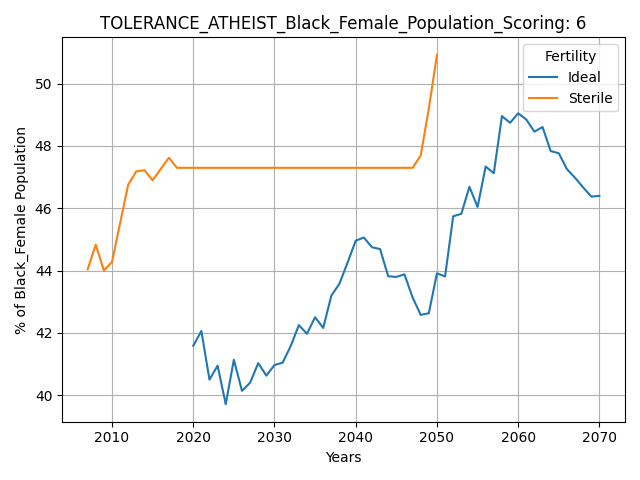 TOLERANCE_ATHEIST_Black_Female_Population_Scoring: 6
Fertility
Ideal
Sterile
% of Black_Female Population
50
48
46
44
42
40
2010 2020 2030 2040 2050 2060 2070
Years